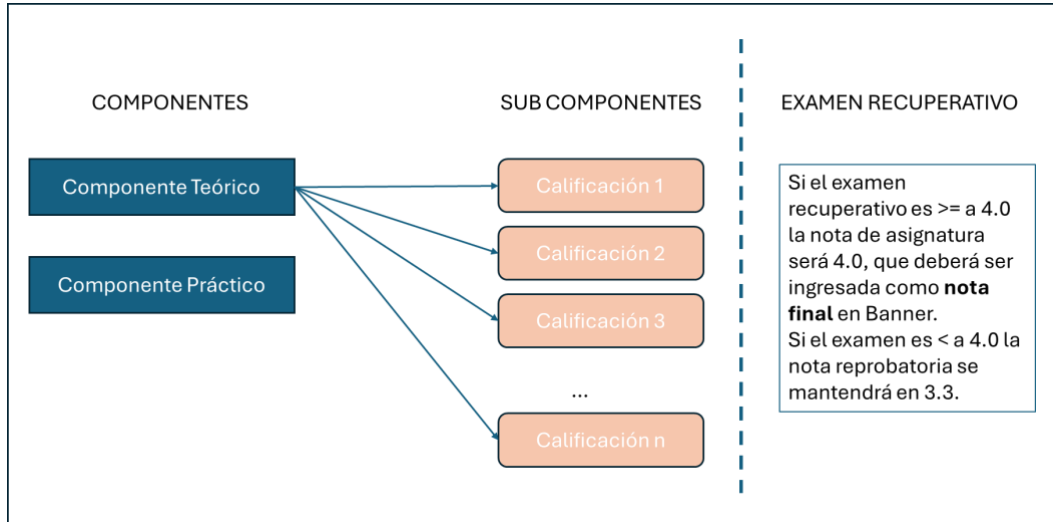 COMPONENTES
SUB COMPONENTES
EXAMEN RECUPERATIVO
Componente Teórico
Componente Práctico
Calificación 1
Calificación 2
Calificación 3
...
Calificación n
Si el examen
recuperativo es >= a 4.0
la nota de asignatura
será 4.0, que deberá ser
ingresada como nota
final en Banner.
Si el examen es < a 4.0 la
nota reprobatoria se
mantendrá en 3.3.